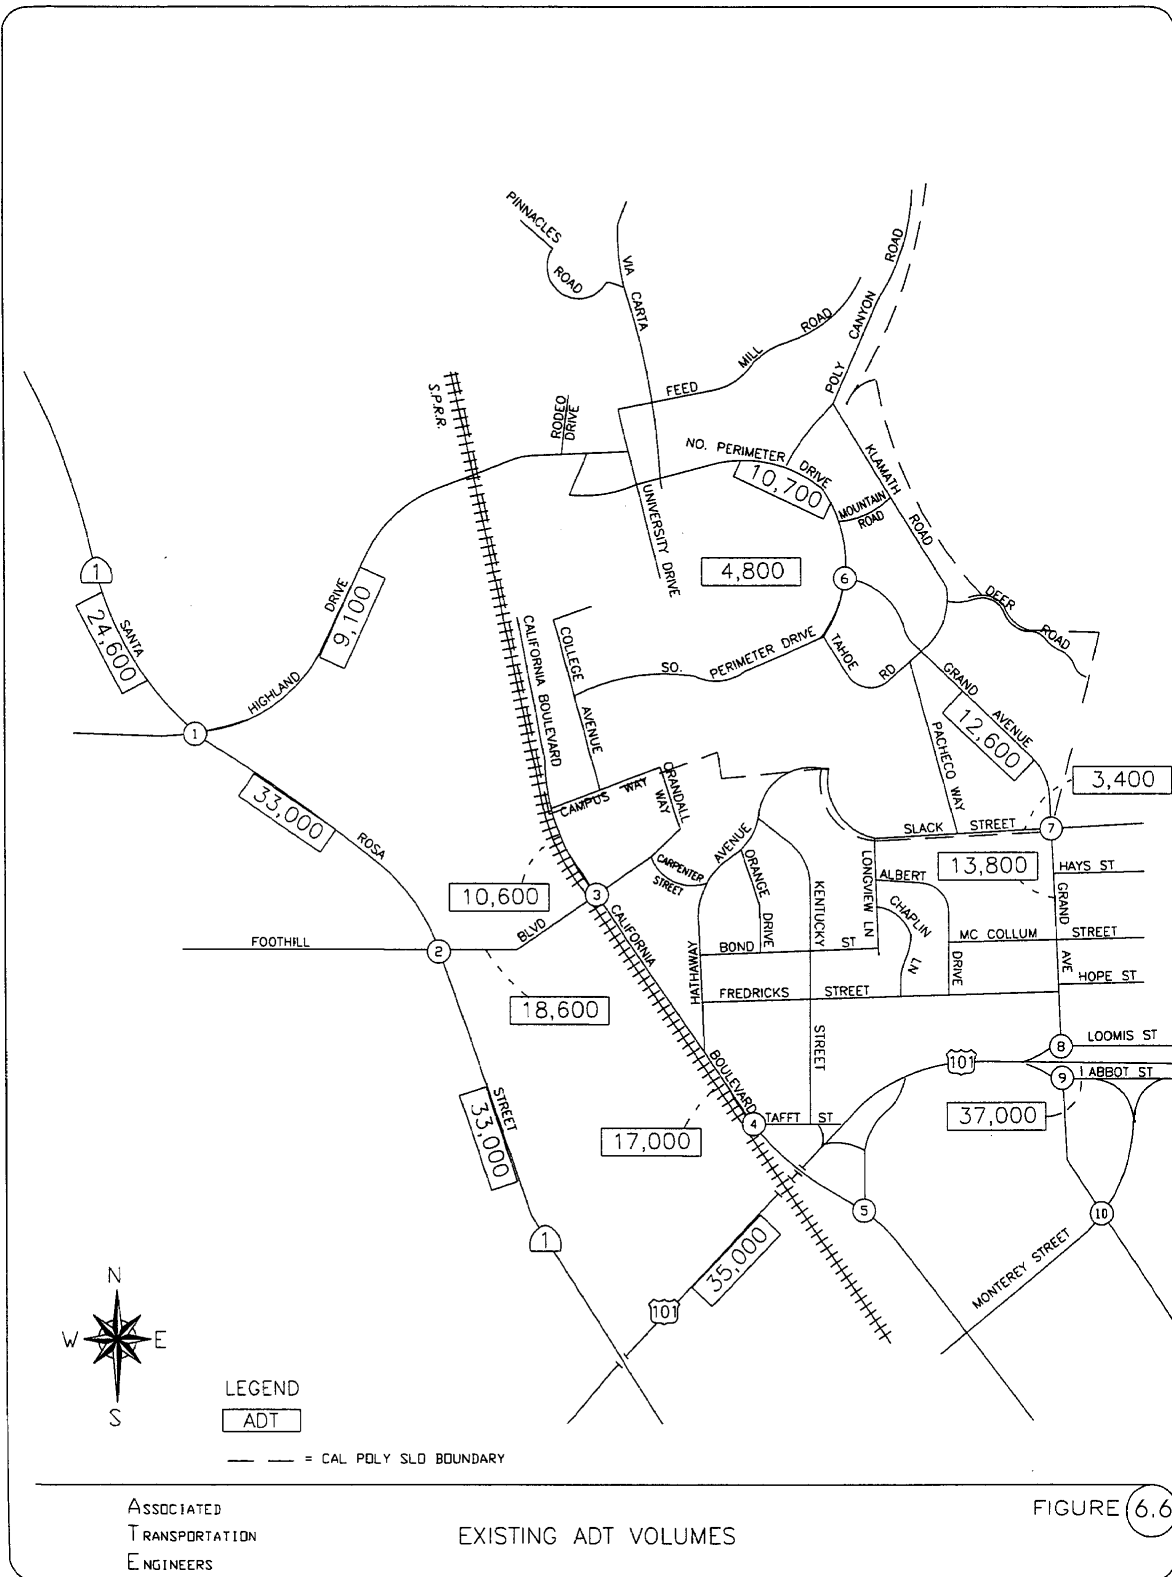 PINNACLES
ROAD
VIA
CARTA
POLY
CANYON
ROAD
FEED
MILL
ROAD
S.P.R.R.
RODEO
DRIVE
NO. PERIMETER
DRIVE
10,700
KLAMATH
ROAD
MOUNTAIN
ROAD
UNIVERSITY DRIVE
4,800
6
1
24,600
SANTA
DRIVE
9,100
HIGHLAND
1
33,000
ROSA
CALIFORNIA BOULEVARD
COLLEGE
AVENUE
SO.
PERIMETER DRIVE
TAHOE
RD
DEER
ROAD
GRAND
AVENUE
12,600
PACHECO WAY
3,400
CAMPUS WAY
CRANDALL
WAY
SLACK
STREET
7
10,600
3
CARPENTER
STREET
AVENUE
ORANGE
DRIVE
KENTUCKY
LONGVIEW LN
ALBERT
13,800
HAYS ST
CHAPLIN
LN
GRAND
AVE
FOOTHILL
2
BLVD
CALIFORNIA
HATHAWAY
BOND
ST
MC COLLUM
STREET
DRIVE
HOPE ST
18,600
FREDRICKS
STREET
STREET
8
LOOMIS ST
101
9
ABBOT ST
STREET
33,000
BOULEVARD
4
TAFFT
ST
37,000
17,000
5
10
1
35,000
101
MONTEREY STREET
N
W
E
S
LEGEND
ADT
= CAL POLY SLO BOUNDARY
ASSOCIATED
TRANSPORTATION
ENGINEERS
EXISTING ADT VOLUMES
FIGURE 6.6